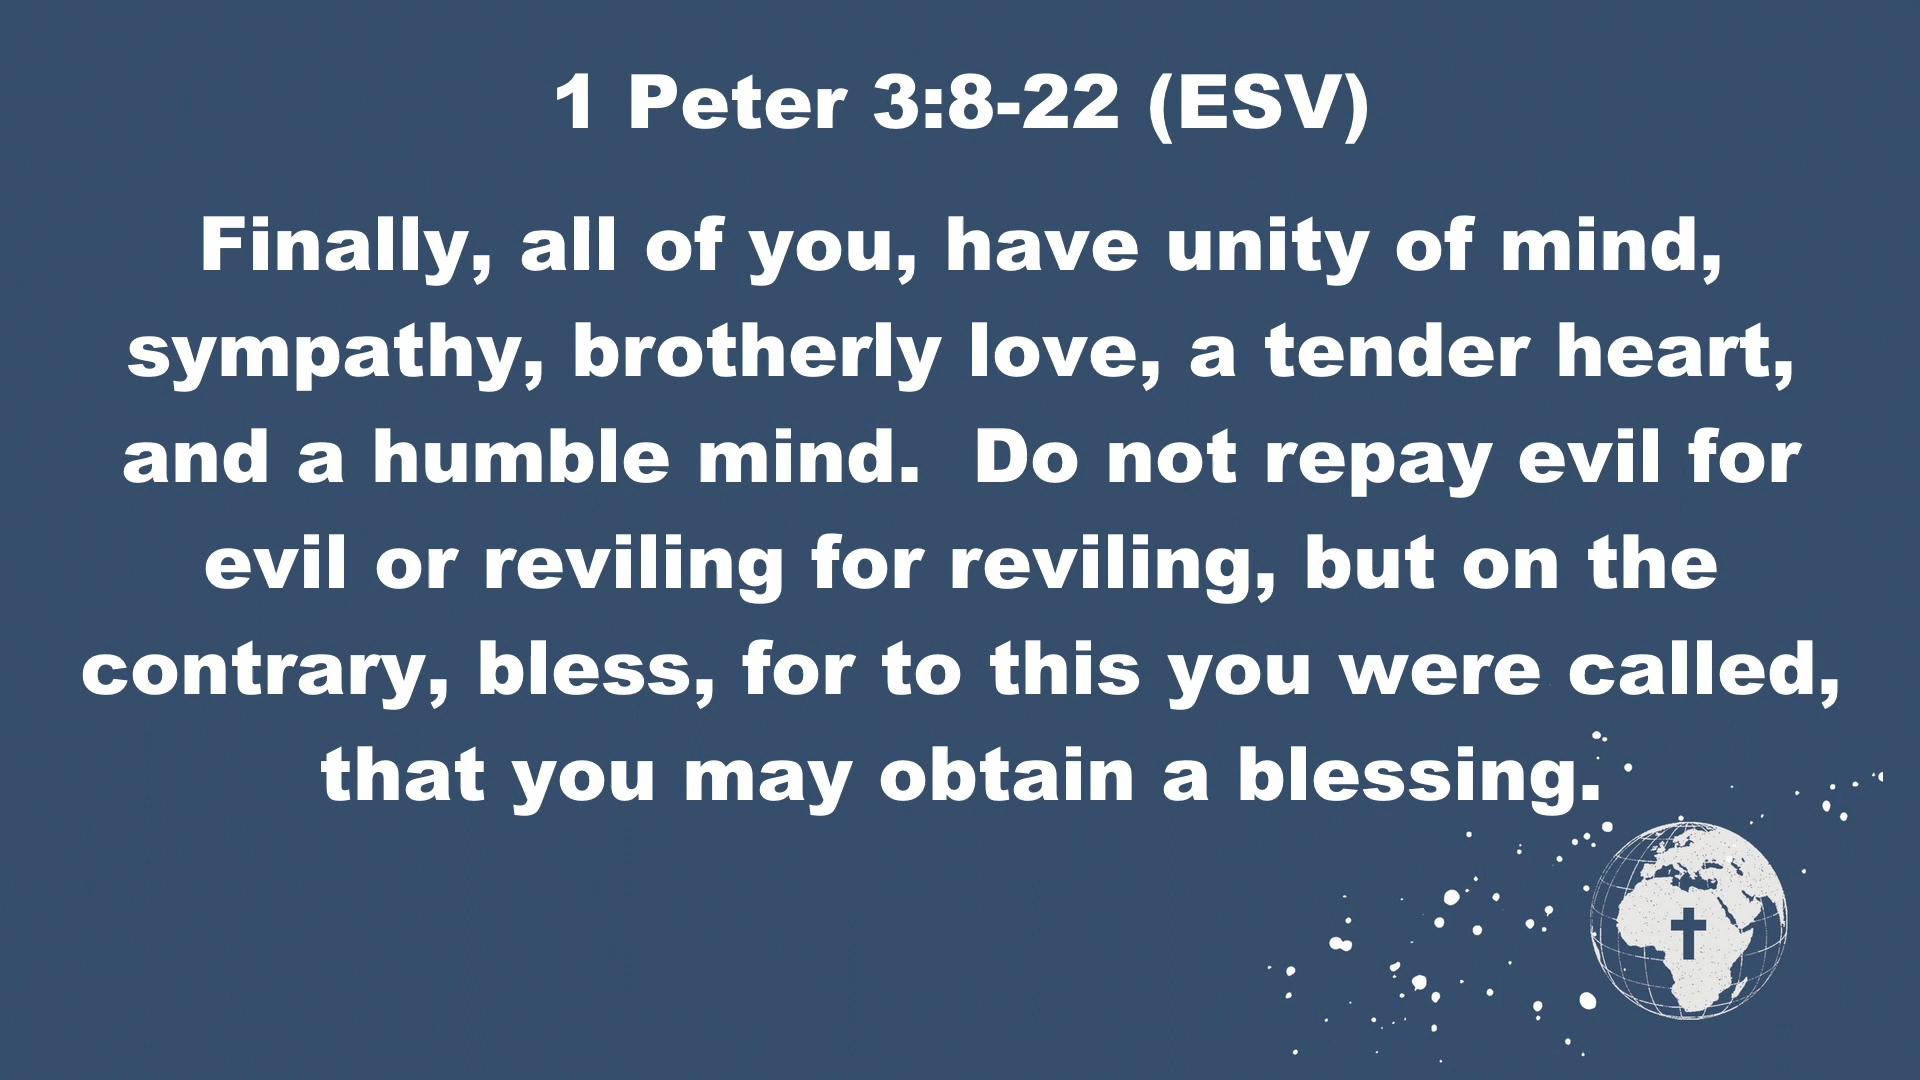 1 Peter 3:8-22 (ESV)
Finally, all of you, have unity of mind,
sympathy, brotherly love, a tender heart,
and a humble mind.  Do not repay evil for
evil or reviling for reviling, but on the
contrary, bless, for to this you were called,
that you may obtain a blessing.